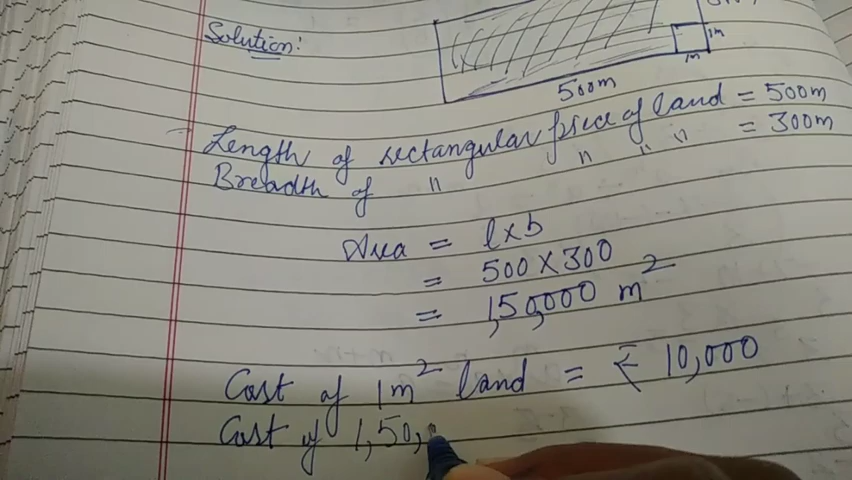 Solution:
1m
m
500m
Length of rectangular piece of land = 500m
Breadth of " " " " = 300m
Area = l×b
= 500×300
= 1,50,000 m²
Cost of 1m² land = ₹ 10,000
Cost of 1,50,